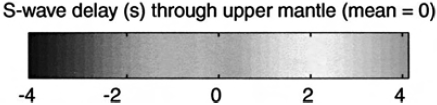 S-wave delay (s) through upper mantle (mean = 0)
-4 -2 0 2 4